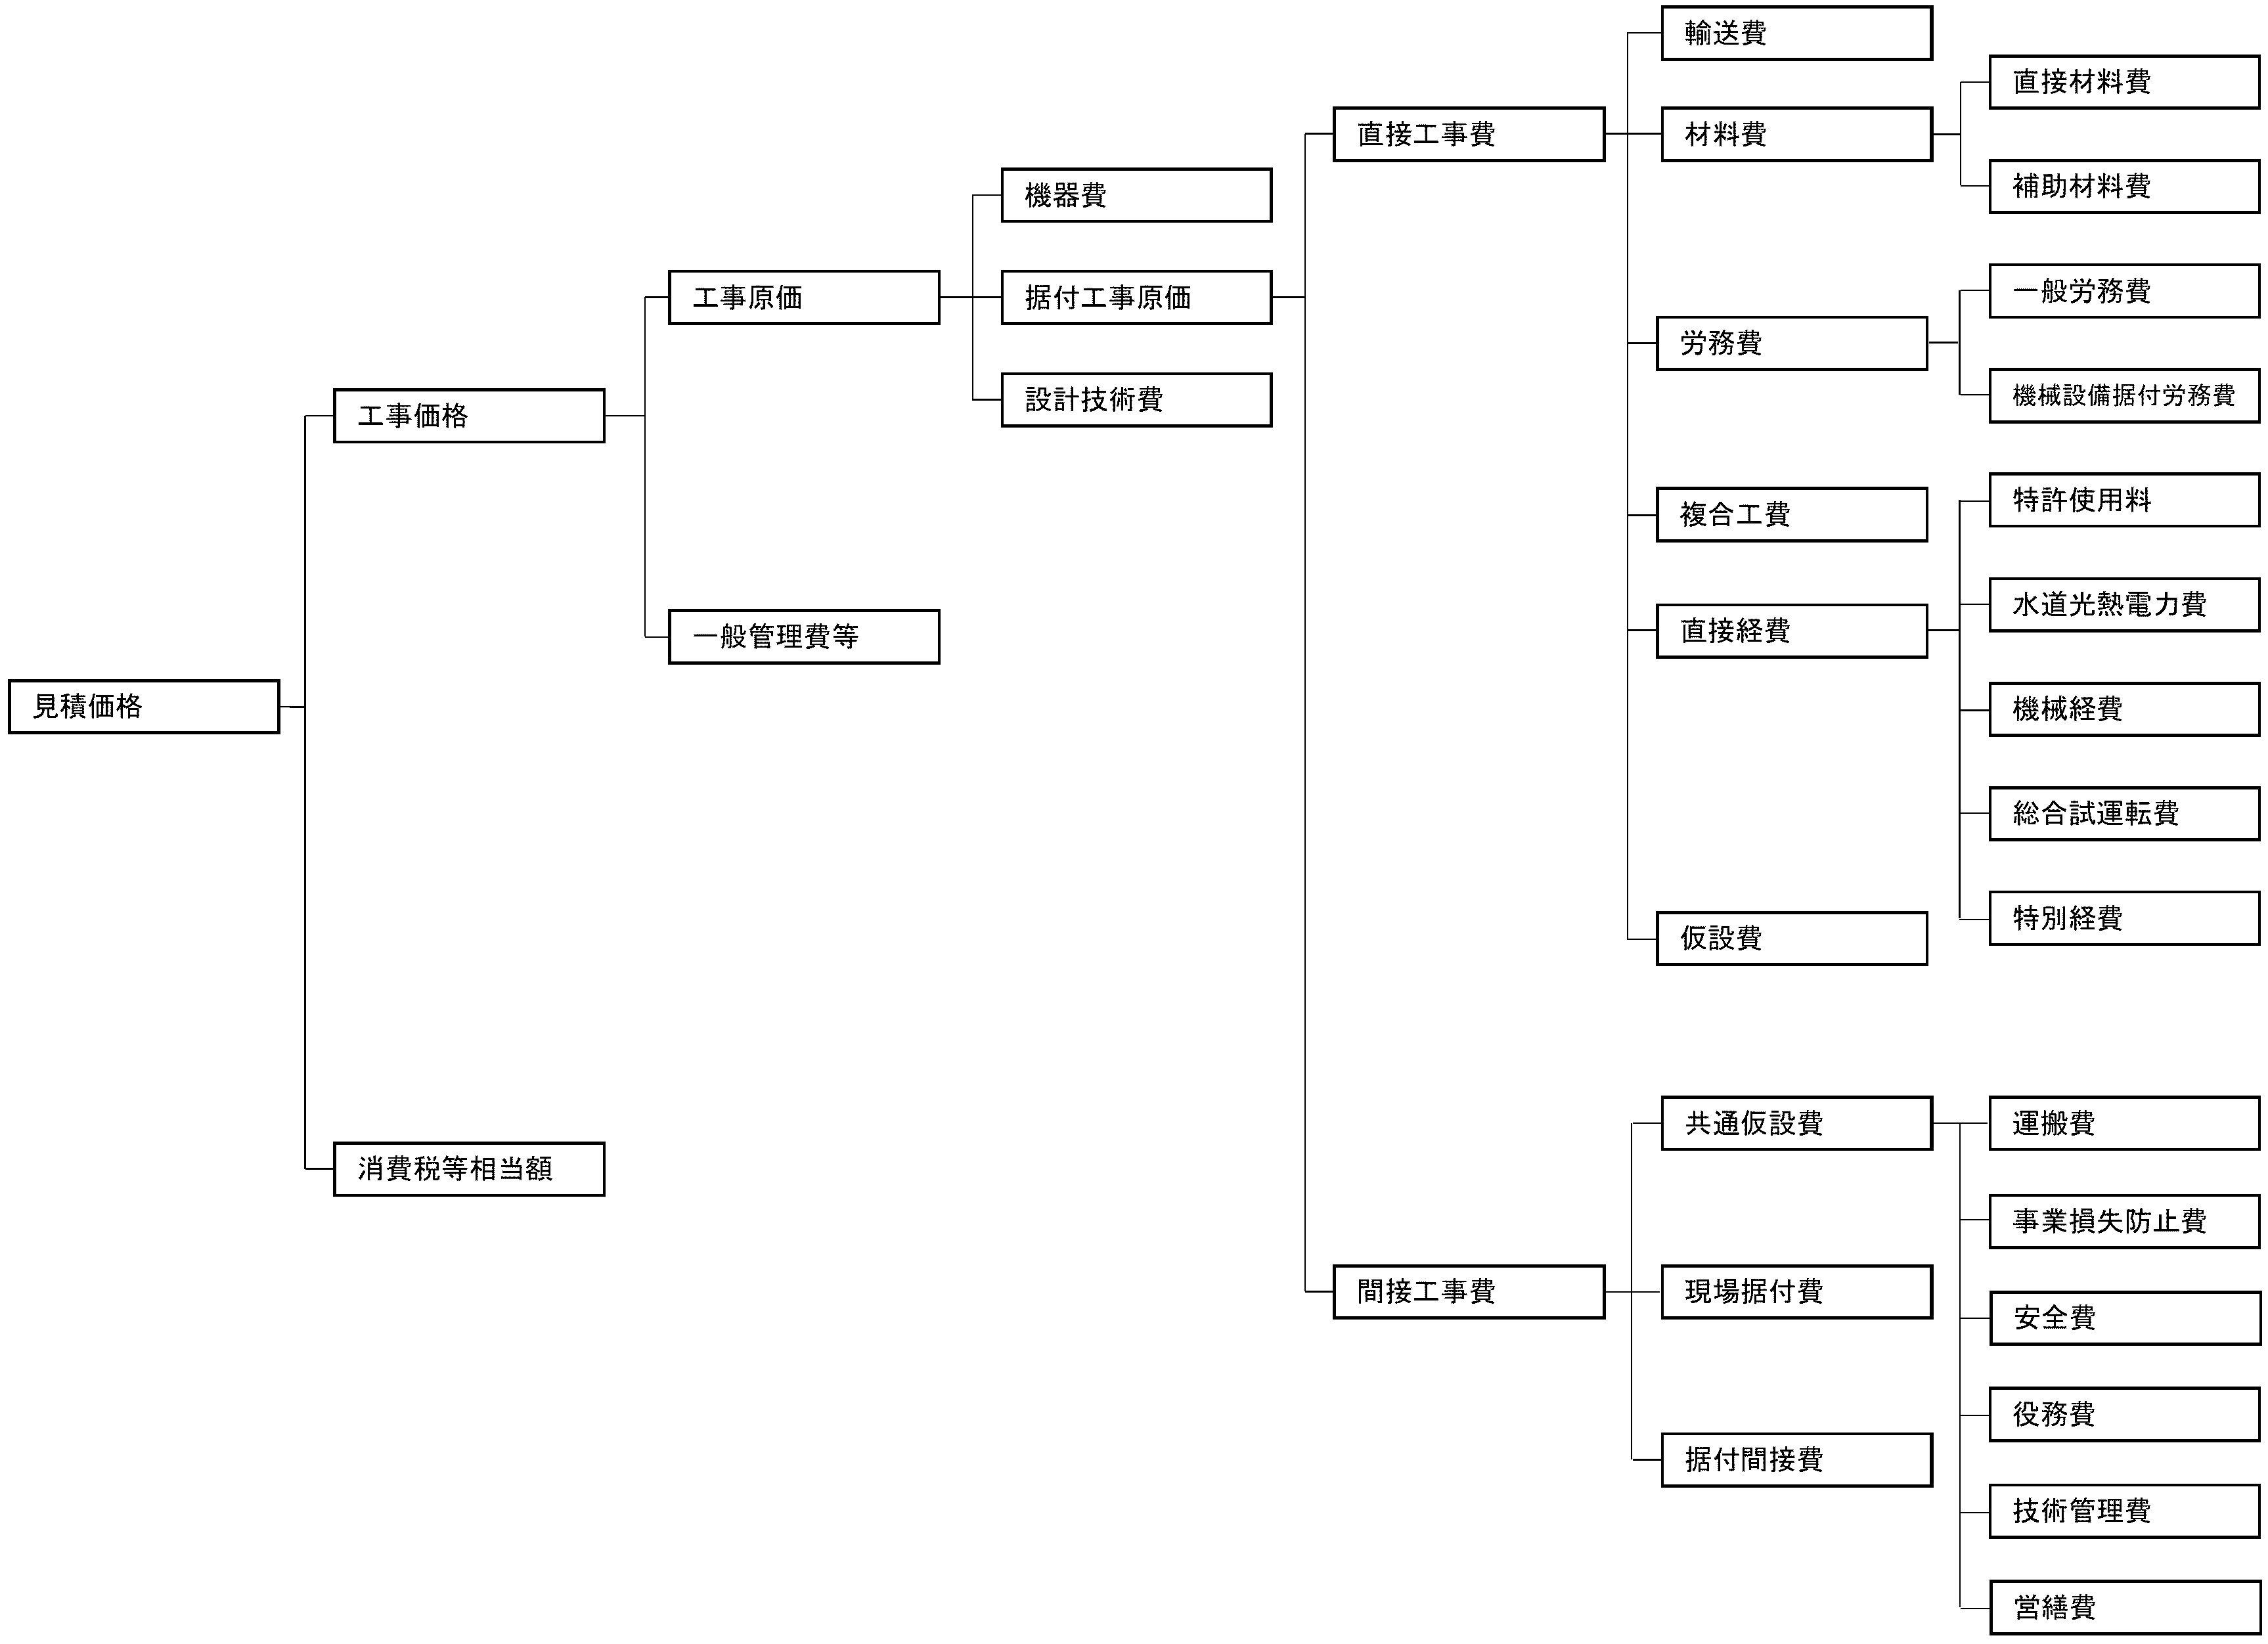 見積価格
工事価格
消費税等相当額
工事原価
一般管理費等
機器費
据付工事原価
設計技術費
直接工事費
間接工事費
輸送費
材料費
労務費
複合工費
直接経費
仮設費
共通仮設費
現場据付費
据付間接費
直接材料費
補助材料費
一般労務費
機械設備据付労務費
特許使用料
水道光熱電力費
機械経費
総合試運転費
特別経費
運搬費
事業損失防止費
安全費
役務費
技術管理費
営繕費